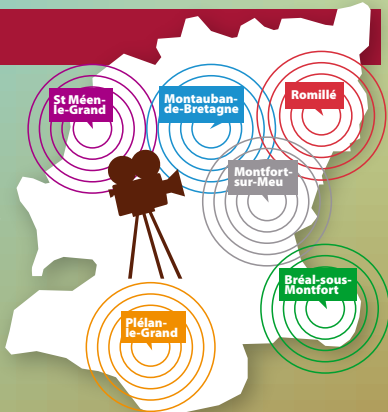 St Méen-
le-Grand
Montauban-
de-Bretagne
Romillé
Montfort-
sur-Meu
Bréal-sous-
Montfort
Plélan-
le-Grand